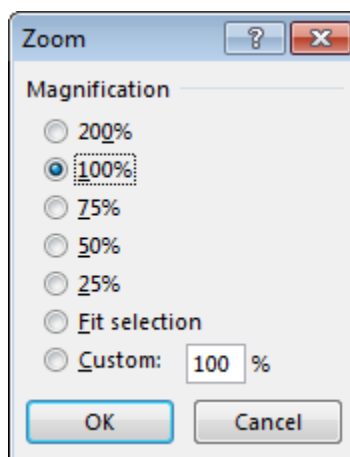 Zoom
?
Magnification
200%
100%
75%
50%
25%
Fit selection
Custom: 100 %
OK Cancel